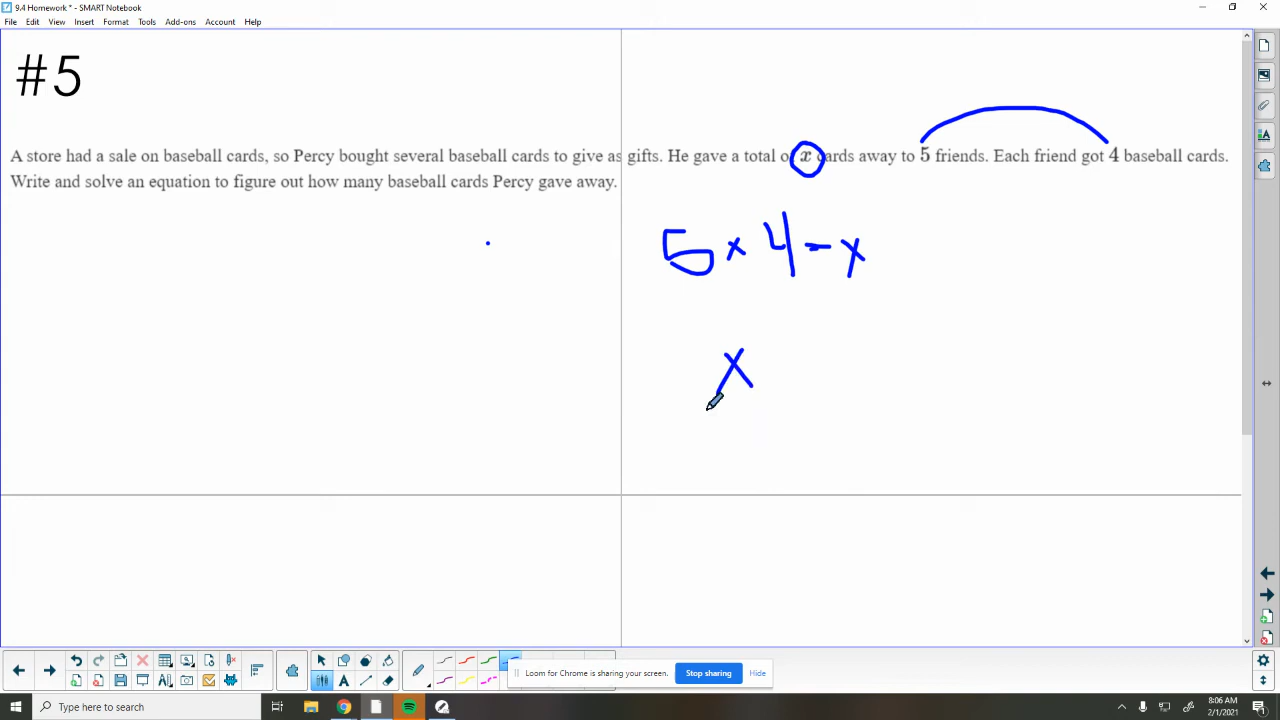 9.4 Homework * - SMART Notebook
File Edit View Insert Format Tools Add-ons Account Help
#5
A store had a sale on baseball cards, so Percy bought several baseball cards to give as gifts. He gave a total of x cards away to 5 friends. Each friend got 4 baseball cards.
Write and solve an equation to figure out how many baseball cards Percy gave away.
5 x 4 = x
x
Loom for Chrome is sharing your screen. Stop sharing Hide
Type here to search
8:06 AM
2/1/2021